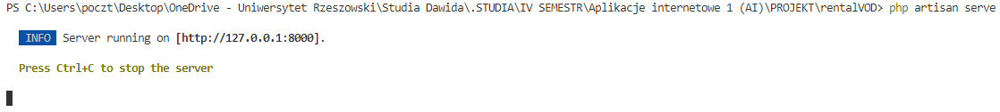 PS C:\Users\poczt\Desktop\OneDrive - Uniwersytet Rzeszowski\Studia Dawida\.STUDIA\IV SEMESTR\Aplikacje internetowe 1 (AI)\PROJEKT\rentalVOD> php artisan serve
INFO Server running on [http://127.0.0.1:8000].
Press Ctrl+C to stop the server